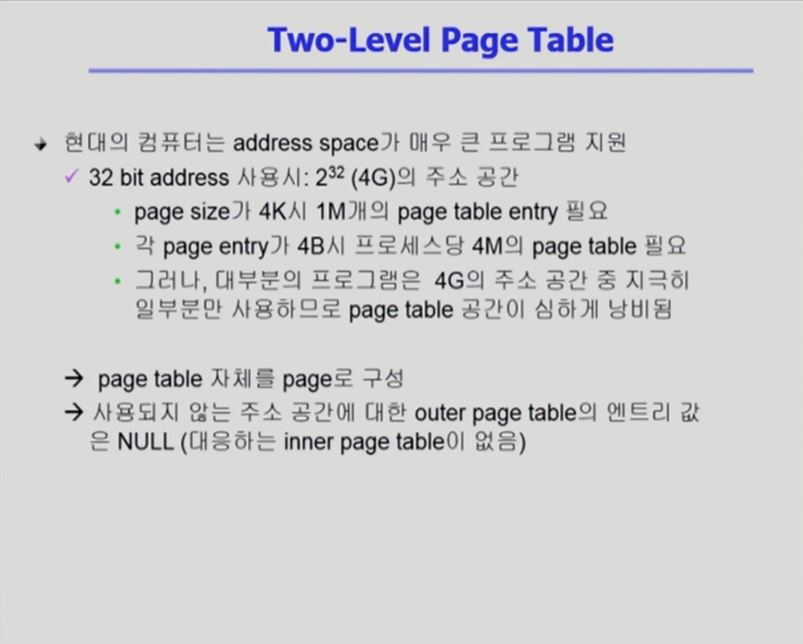 Two-Level Page Table
현대의 컴퓨터는 address space가 매우 큰 프로그램 지원
✓ 32 bit address 사용시: 2³² (4G)의 주소 공간
• page size가 4K시 1M개의 page table entry 필요
• 각 page entry가 4B시 프로세스당 4M의 page table 필요
• 그러나, 대부분의 프로그램은 4G의 주소 공간 중 지극히
일부분만 사용하므로 page table 공간이 심하게 낭비됨
→ page table 자체를 page로 구성
→ 사용되지 않는 주소 공간에 대한 outer page table의 엔트리 값
은 NULL (대응하는 inner page table이 없음)